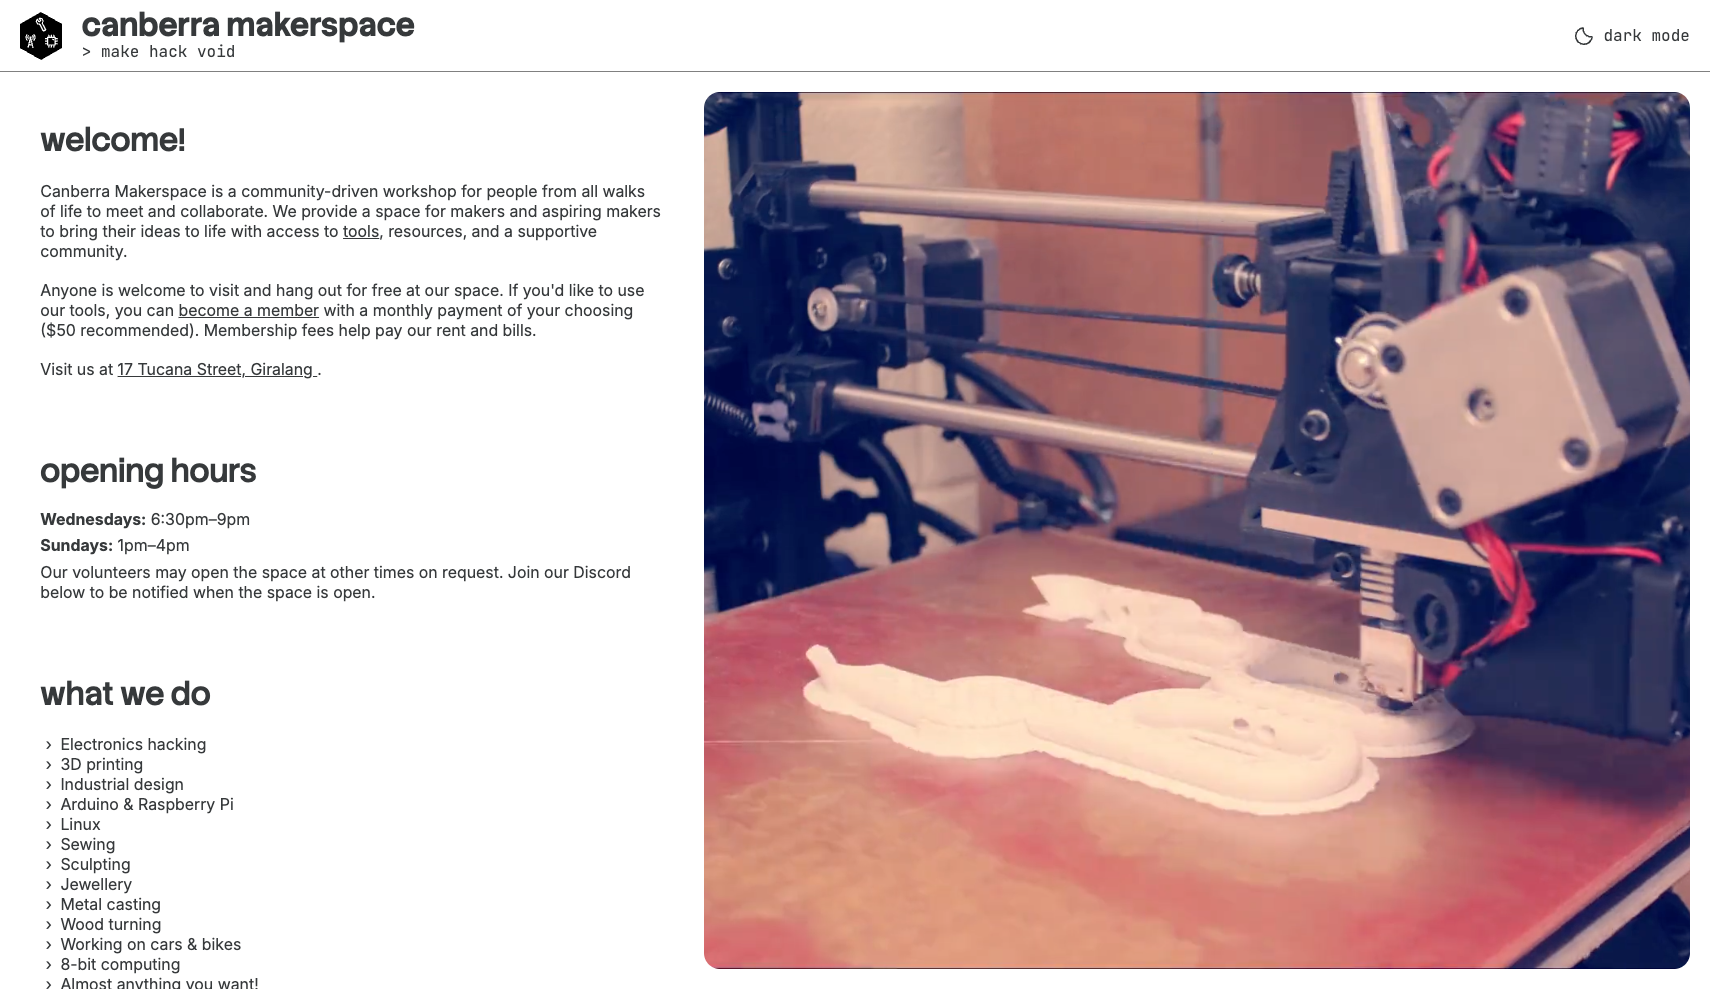 canberra makerspace
> make hack void
dark mode
welcome!
Canberra Makerspace is a community-driven workshop for people from all walks
of life to meet and collaborate. We provide a space for makers and aspiring makers
to bring their ideas to life with access to tools, resources, and a supportive
community.
Anyone is welcome to visit and hang out for free at our space. If you'd like to use
our tools, you can become a member with a monthly payment of your choosing
($50 recommended). Membership fees help pay our rent and bills.
Visit us at 17 Tucana Street, Giralang .
opening hours
Wednesdays: 6:30pm–9pm
Sundays: 1pm–4pm
Our volunteers may open the space at other times on request. Join our Discord
below to be notified when the space is open.
what we do
› Electronics hacking
› 3D printing
› Industrial design
› Arduino & Raspberry Pi
› Linux
› Sewing
› Sculpting
› Jewellery
› Metal casting
› Wood turning
› Working on cars & bikes
› 8-bit computing
› Almost anything you want!